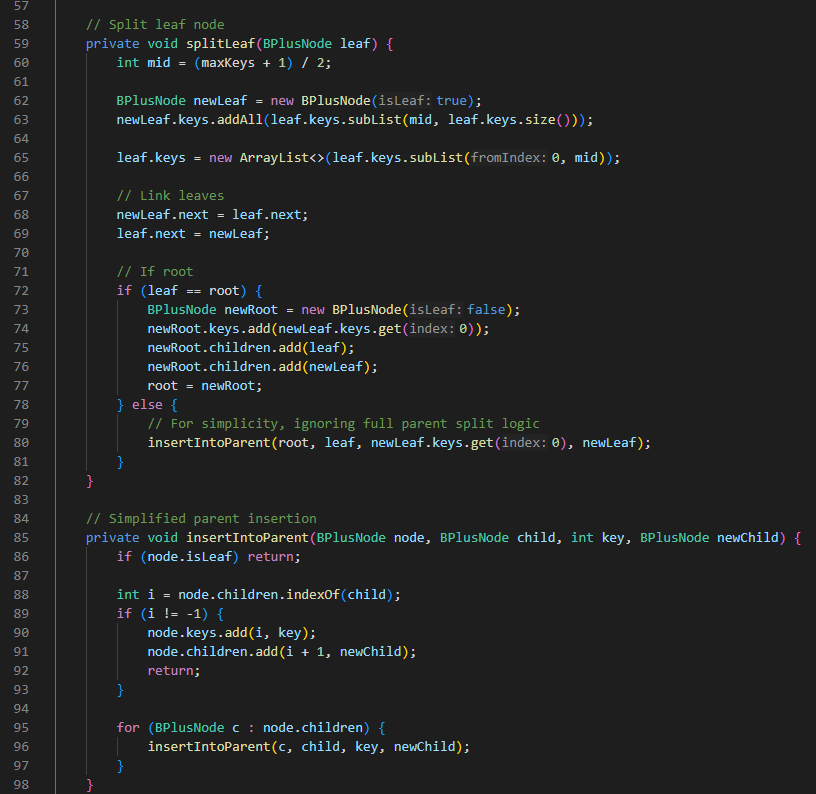 57
58 // Split leaf node
59 private void splitLeaf(BPlusNode leaf) {
60 int mid = (maxKeys + 1) / 2;
61
62 BPlusNode newLeaf = new BPlusNode(isLeaf: true);
63 newLeaf.keys.addAll(leaf.keys.subList(mid, leaf.keys.size()));
64
65 leaf.keys = new ArrayList<>(leaf.keys.subList(fromIndex: 0, mid));
66
67 // Link leaves
68 newLeaf.next = leaf.next;
69 leaf.next = newLeaf;
70
71 // If root
72 if (leaf == root) {
73 BPlusNode newRoot = new BPlusNode(isLeaf: false);
74 newRoot.keys.add(newLeaf.keys.get(index: 0));
75 newRoot.children.add(leaf);
76 newRoot.children.add(newLeaf);
77 root = newRoot;
78 } else {
79 // For simplicity, ignoring full parent split logic
80 insertIntoParent(root, leaf, newLeaf.keys.get(index: 0), newLeaf);
81 }
82 }
83
84 // Simplified parent insertion
85 private void insertIntoParent(BPlusNode node, BPlusNode child, int key, BPlusNode newChild) {
86 if (node.isLeaf) return;
87
88 int i = node.children.indexOf(child);
89 if (i != -1) {
90 node.keys.add(i, key);
91 node.children.add(i + 1, newChild);
92 return;
93 }
94
95 for (BPlusNode c : node.children) {
96 insertIntoParent(c, child, key, newChild);
97 }
98 }